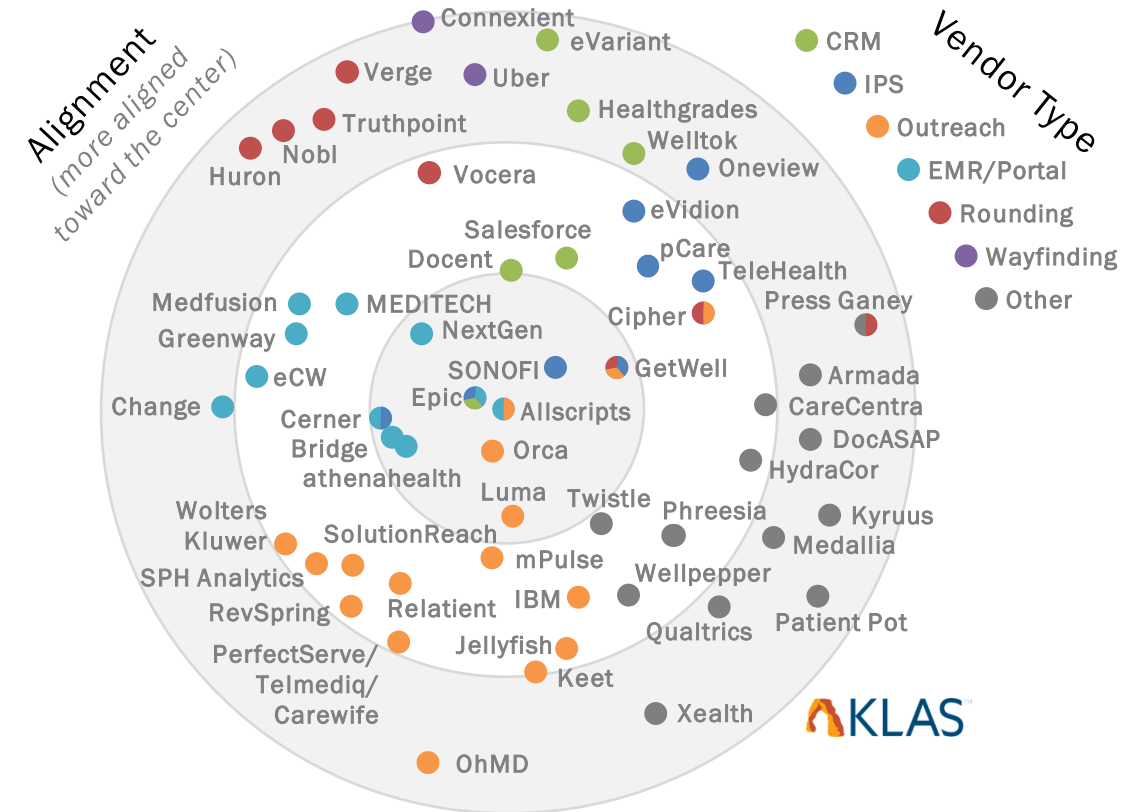 Alignment
(more aligned
toward the center)
Vendor Type
CRM
IPS
Outreach
EMR/Portal
Rounding
Wayfinding
Other
Connexient
eVariant
Verge
Uber
Healthgrades
Truthpoint
Nobl
Huron
Welltok
Oneview
Vocera
eVidion
Salesforce
Docent
pCare
TeleHealth
Press Ganey
Medfusion
MEDITECH
Cipher
Greenway
NextGen
SONOFI
GetWell
eCW
Armada
Epic
Change
Allscripts
CareCentra
Cerner
Bridge
DocASAP
Orca
athenahealth
HydraCor
Luma
Twistle
Wolters
Kluwer
SolutionReach
Phreesia
Kyruus
Medallia
mPulse
SPH Analytics
Wellpepper
IBM
RevSpring
Relatient
Patient Pot
Qualtrics
Jellyfish
PerfectServe/
Telmediq/
Carewife
Keet
Xealth
OhMD
KLAS™